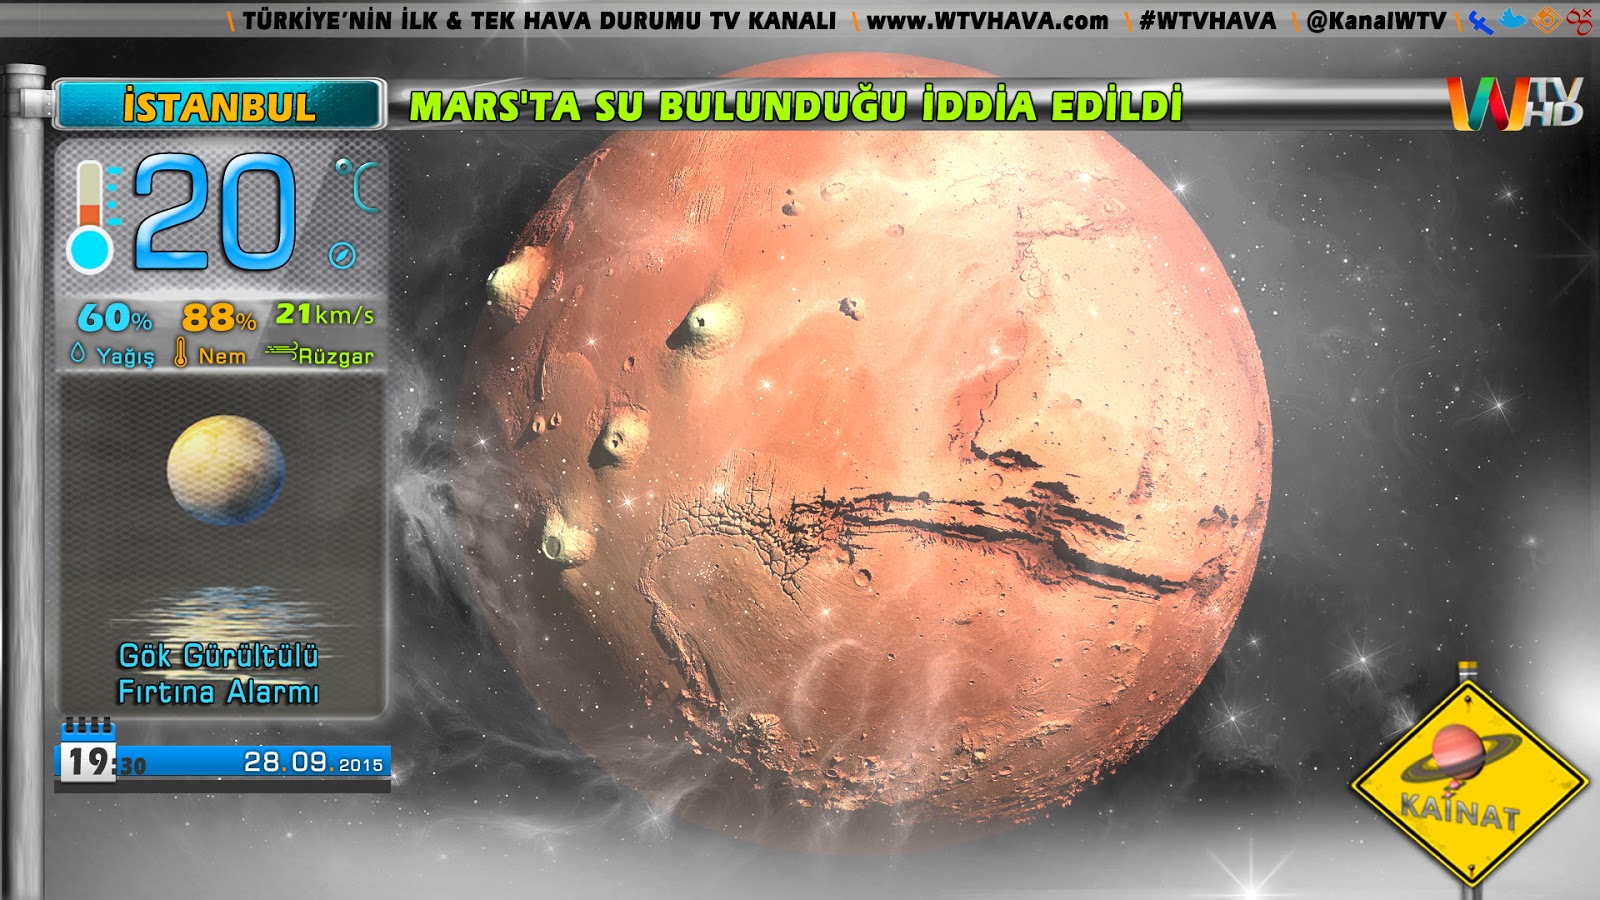 \ TÜRKİYE'NİN İLK & TEK HAVA DURUMU TV KANALI \ www.WTVHAVA.com \ #WTVHAVA \ @KanalWTV \
İSTANBUL
MARS'TA SU BULUNDUĞU İDDİA EDİLDİ
W TV HD
20 °C
60% 88% 21km/s
Yağış Nem Rüzgar
Gök Gürültülü
Fırtına Alarmı
19:30 28.09.2015
KAİNAT